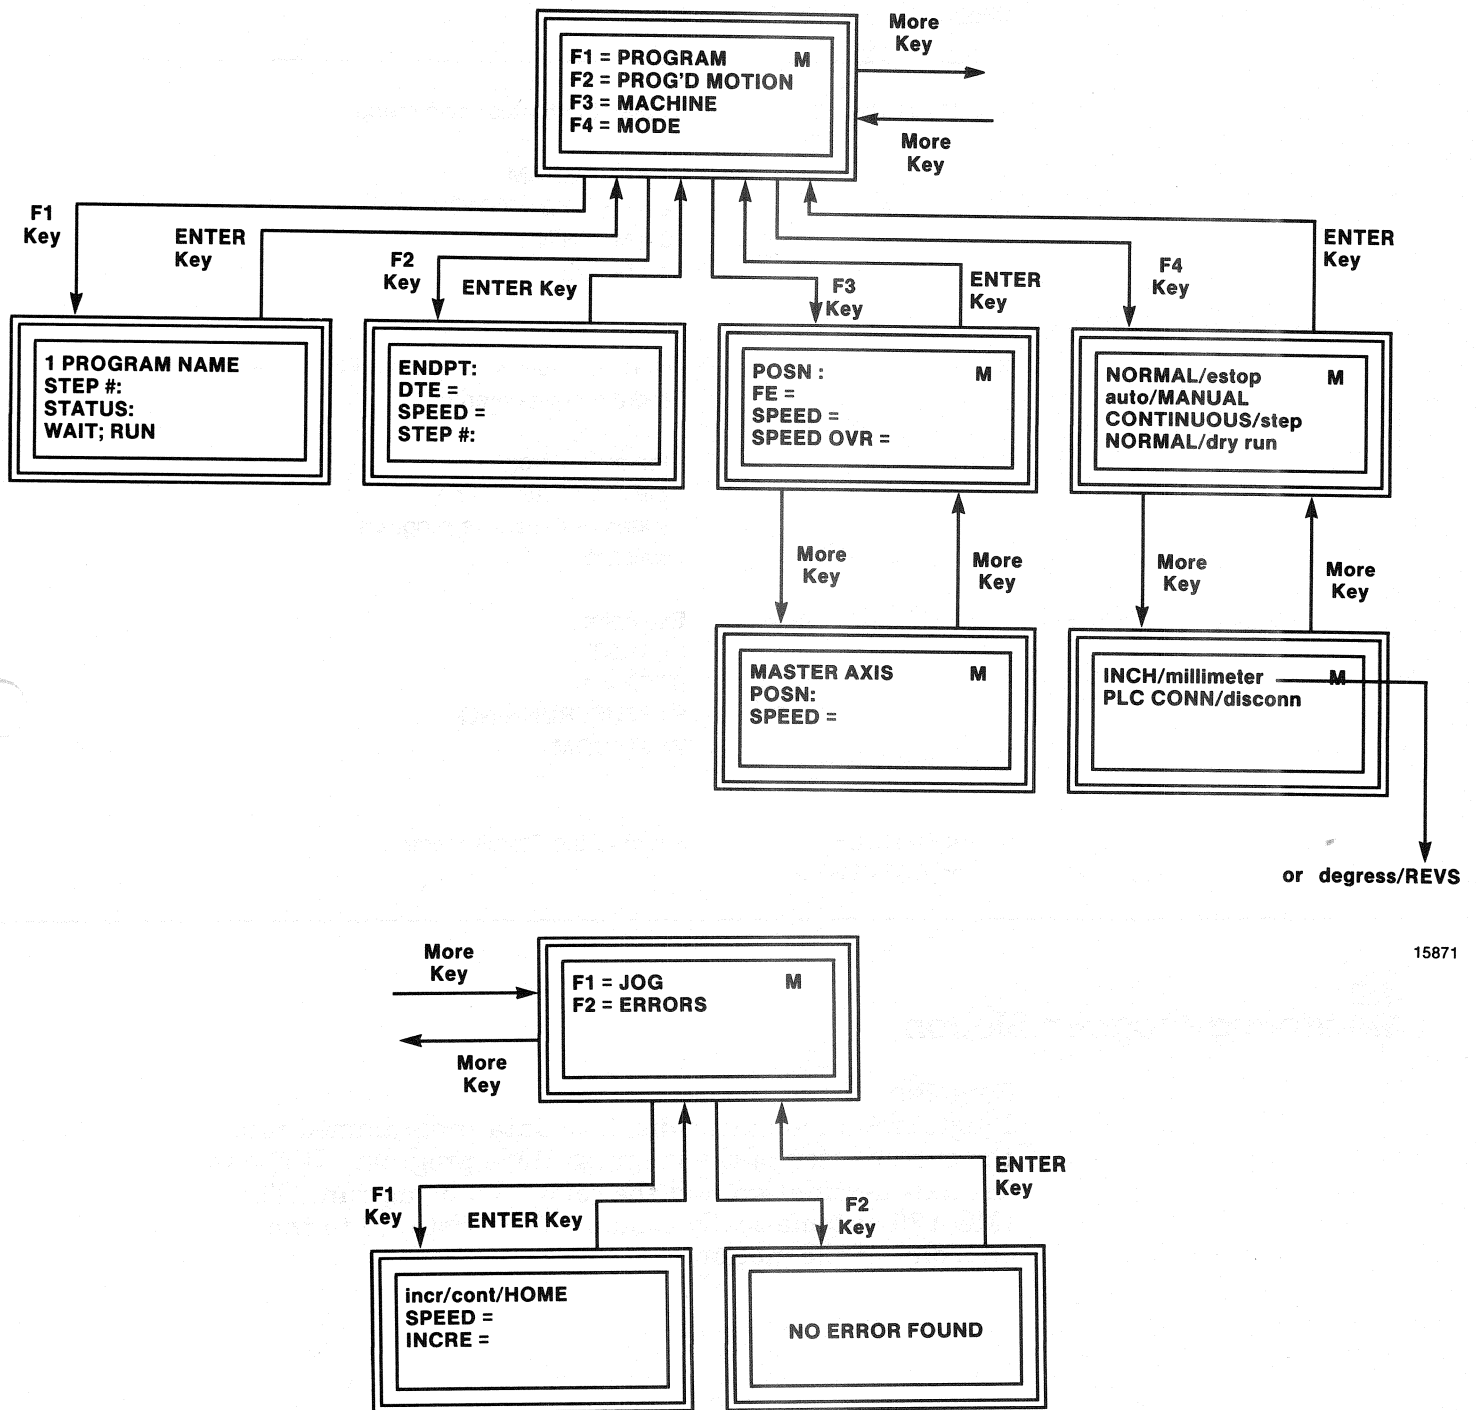 More
Key
F1 = PROGRAM M
F2 = PROG'D MOTION
F3 = MACHINE
F4 = MODE
More
Key
F1
Key
ENTER
Key
F2
Key
ENTER Key
F3
Key
ENTER
Key
F4
Key
ENTER
Key
1 PROGRAM NAME
STEP #:
STATUS:
WAIT; RUN
ENDPT:
DTE =
SPEED =
STEP #:
POSN : M
FE =
SPEED =
SPEED OVR =
NORMAL/estop M
auto/MANUAL
CONTINUOUS/step
NORMAL/dry run
More
Key
More
Key
More
Key
More
Key
MASTER AXIS M
POSN:
SPEED =
INCH/millimeter M
PLC CONN/disconn
or degress/REVS
15871
More
Key
F1 = JOG M
F2 = ERRORS
More
Key
F1
Key
ENTER Key
F2
Key
ENTER
Key
incr/cont/HOME
SPEED =
INCRE =
NO ERROR FOUND